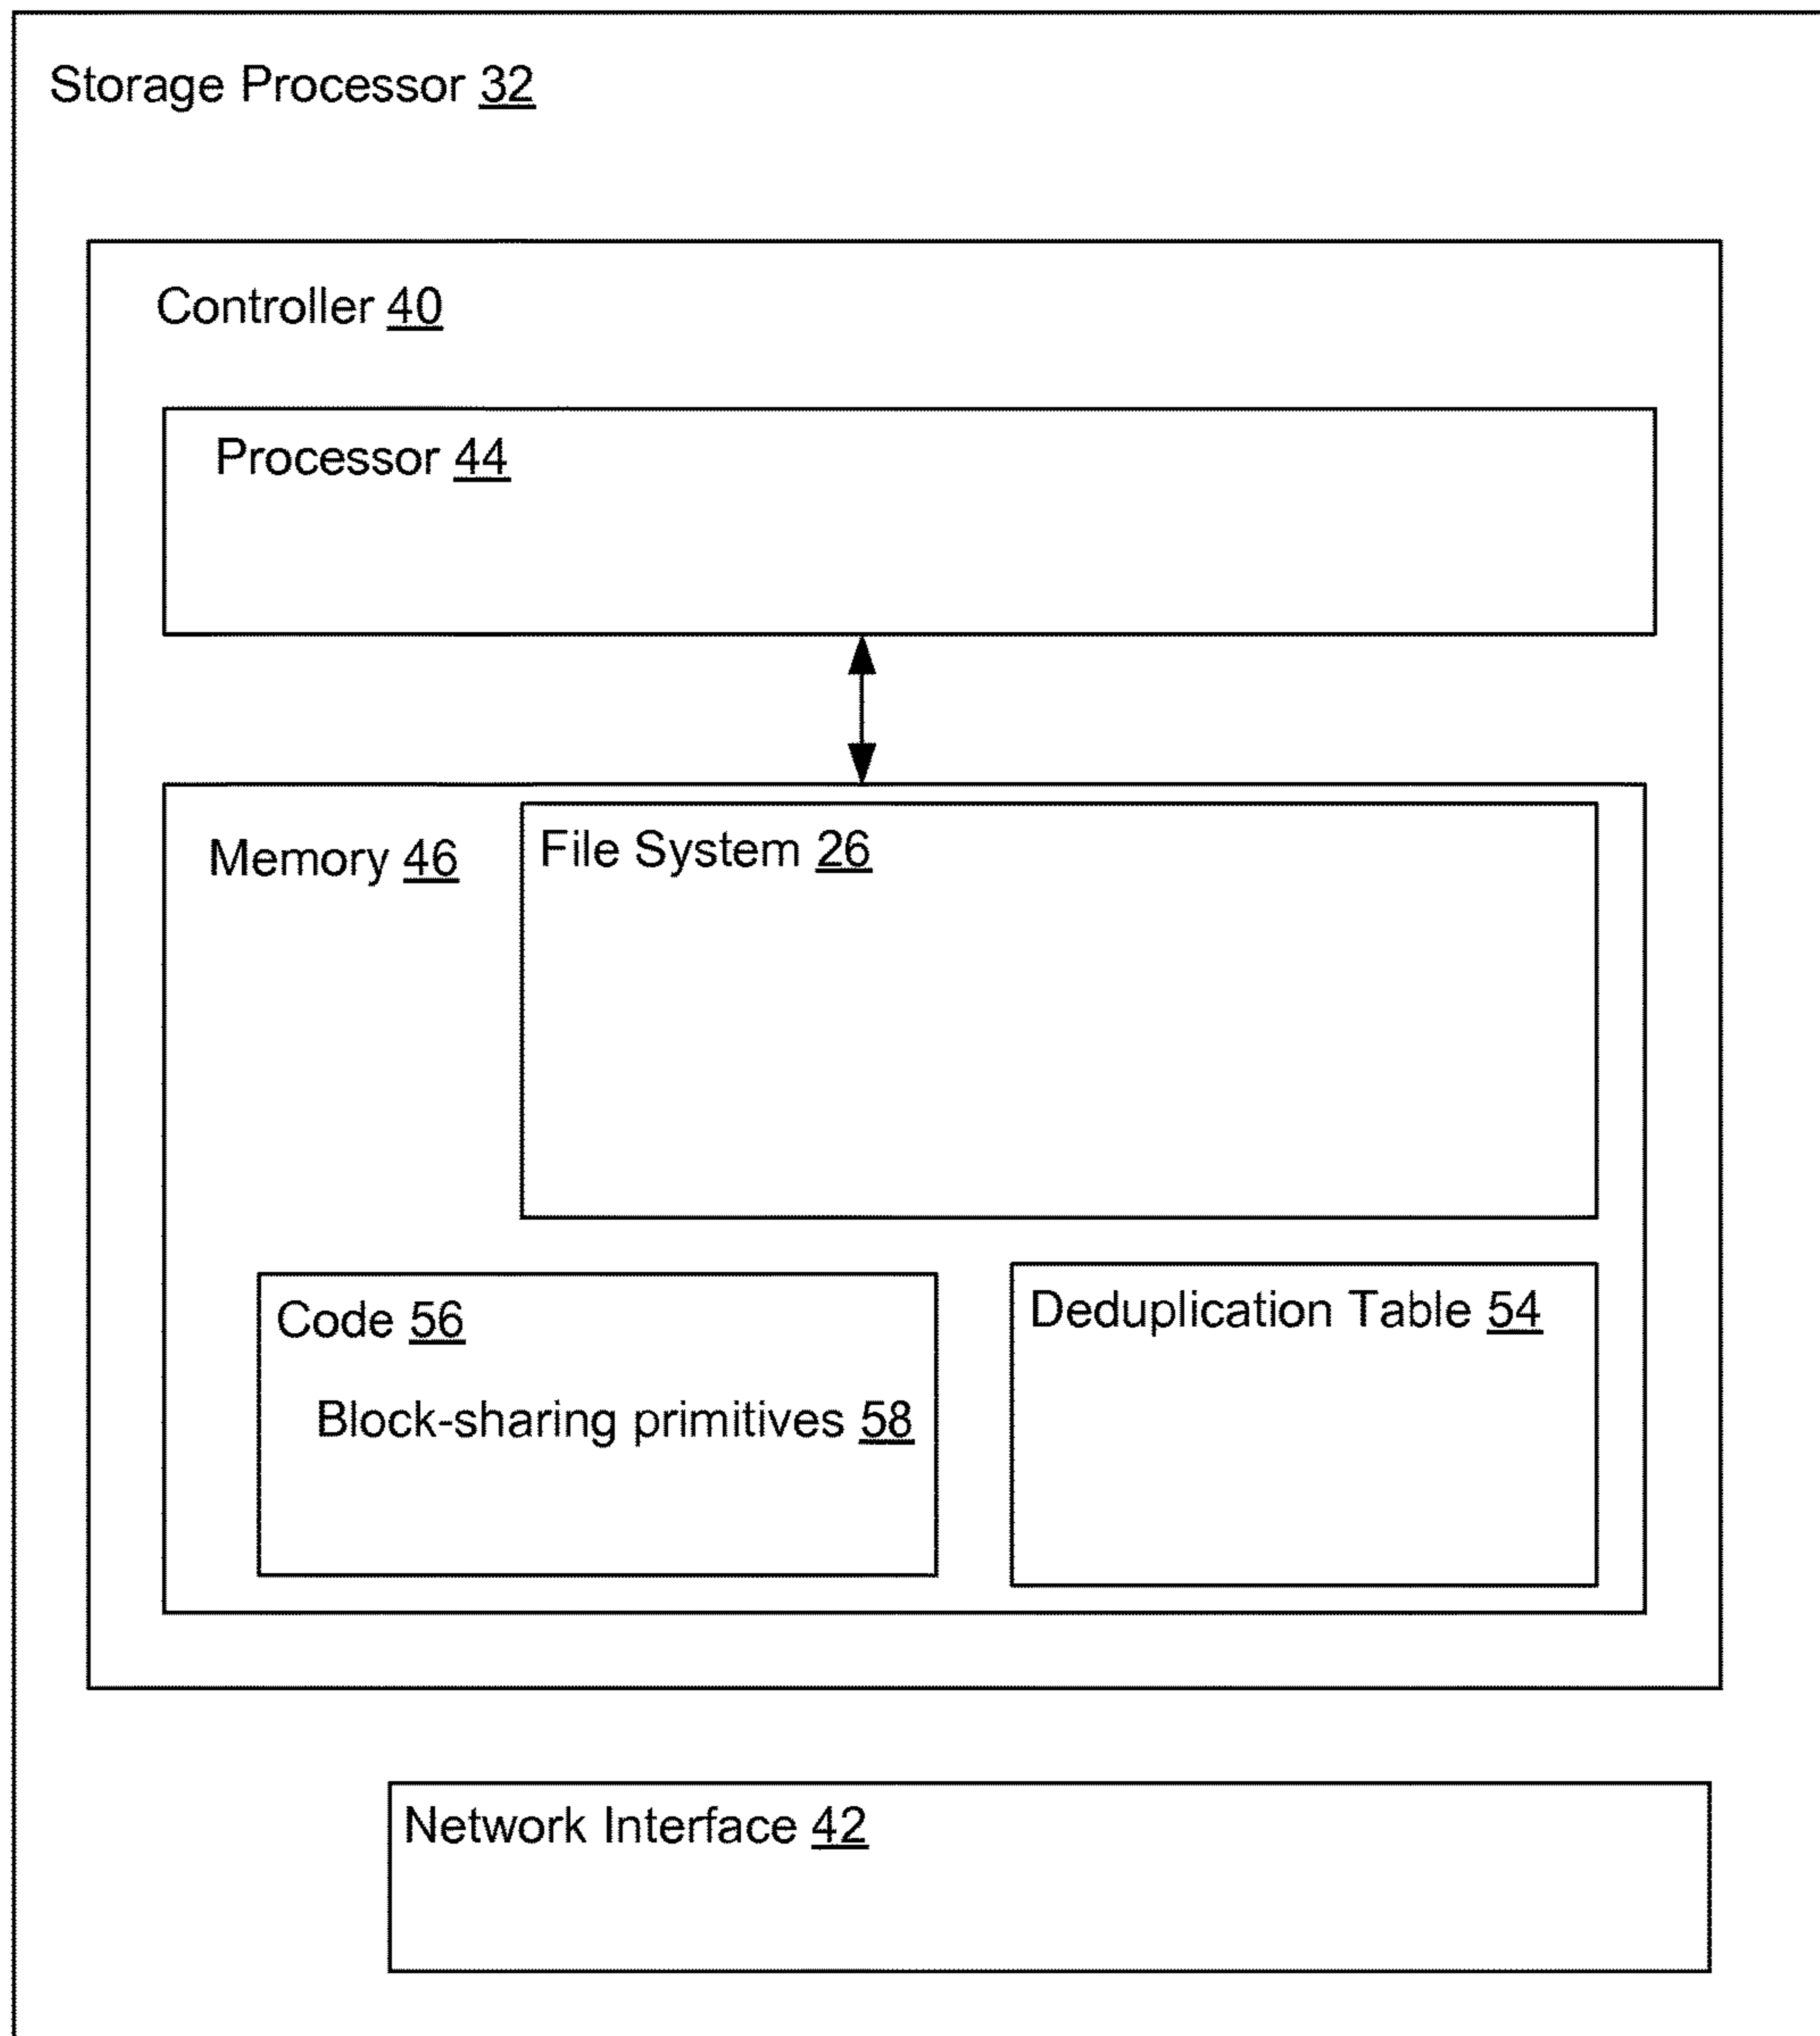 Storage Processor 32
Controller 40
Processor 44
Memory 46
File System 26
Code 56
Block-sharing primitives 58
Deduplication Table 54
Network Interface 42